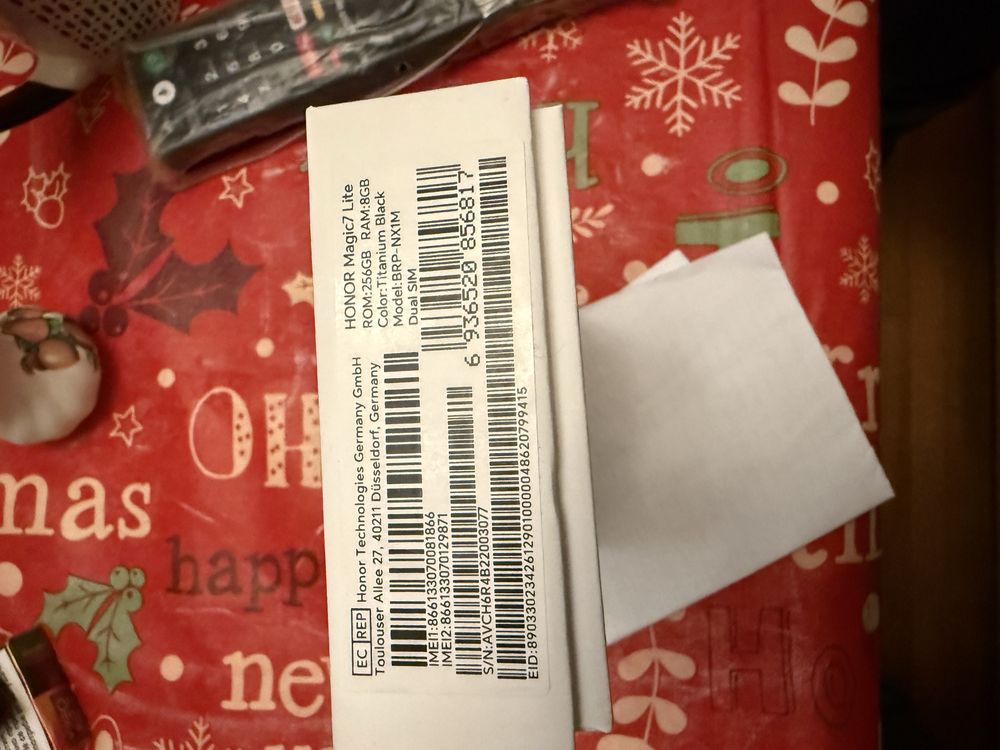 HONOR Magic7 Lite
ROM:256GB RAM:8GB
Color:Titanium Black
Model:BRP-NX1M
Dual SIM
6 936520 856817
EC REP Honor Technologies Germany GmbH
Toulouser Allee 27, 40211 Düsseldorf, Germany
IMEI1:866133070081866
IMEI2:866133070129871
S/N:AVCH6R4B22003077
EID:89033023426129010000048620799415
OH
mas
happ
ne
Ho